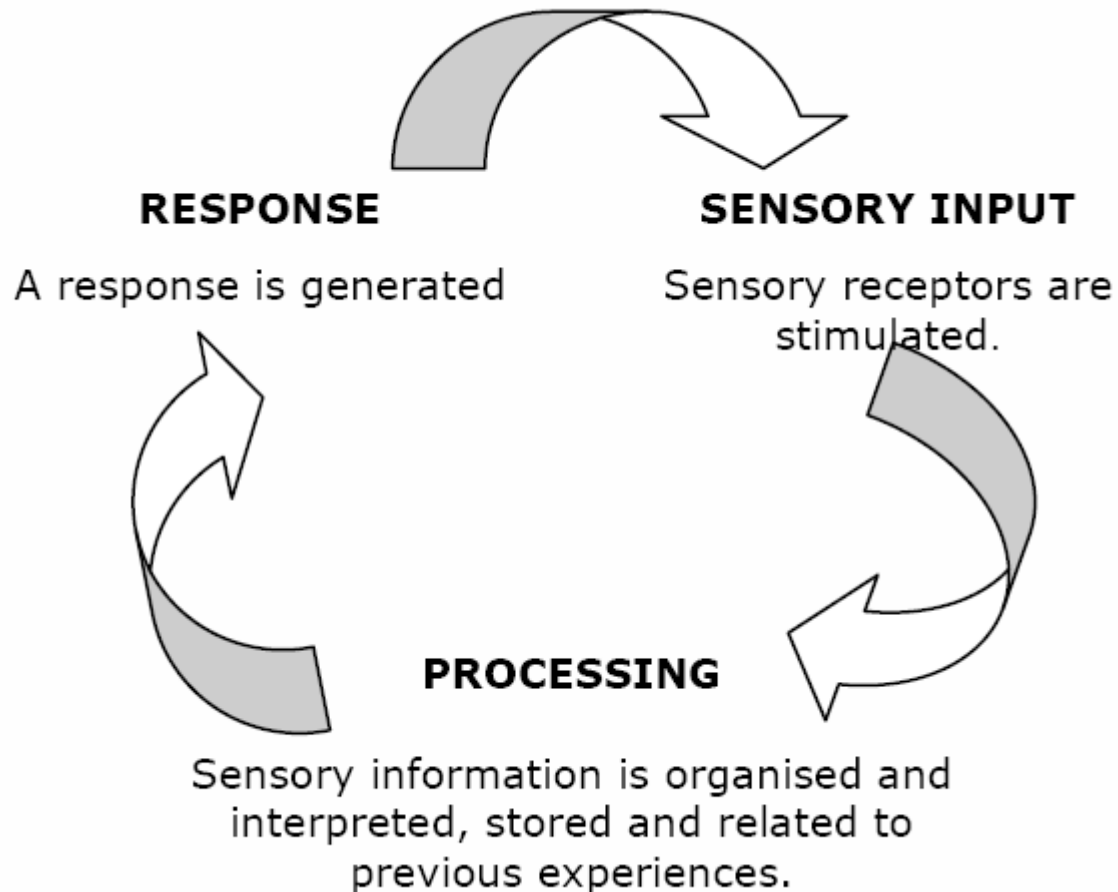 RESPONSE
A response is generated
SENSORY INPUT
Sensory receptors are
stimulated.
PROCESSING
Sensory information is organised and
interpreted, stored and related to
previous experiences.